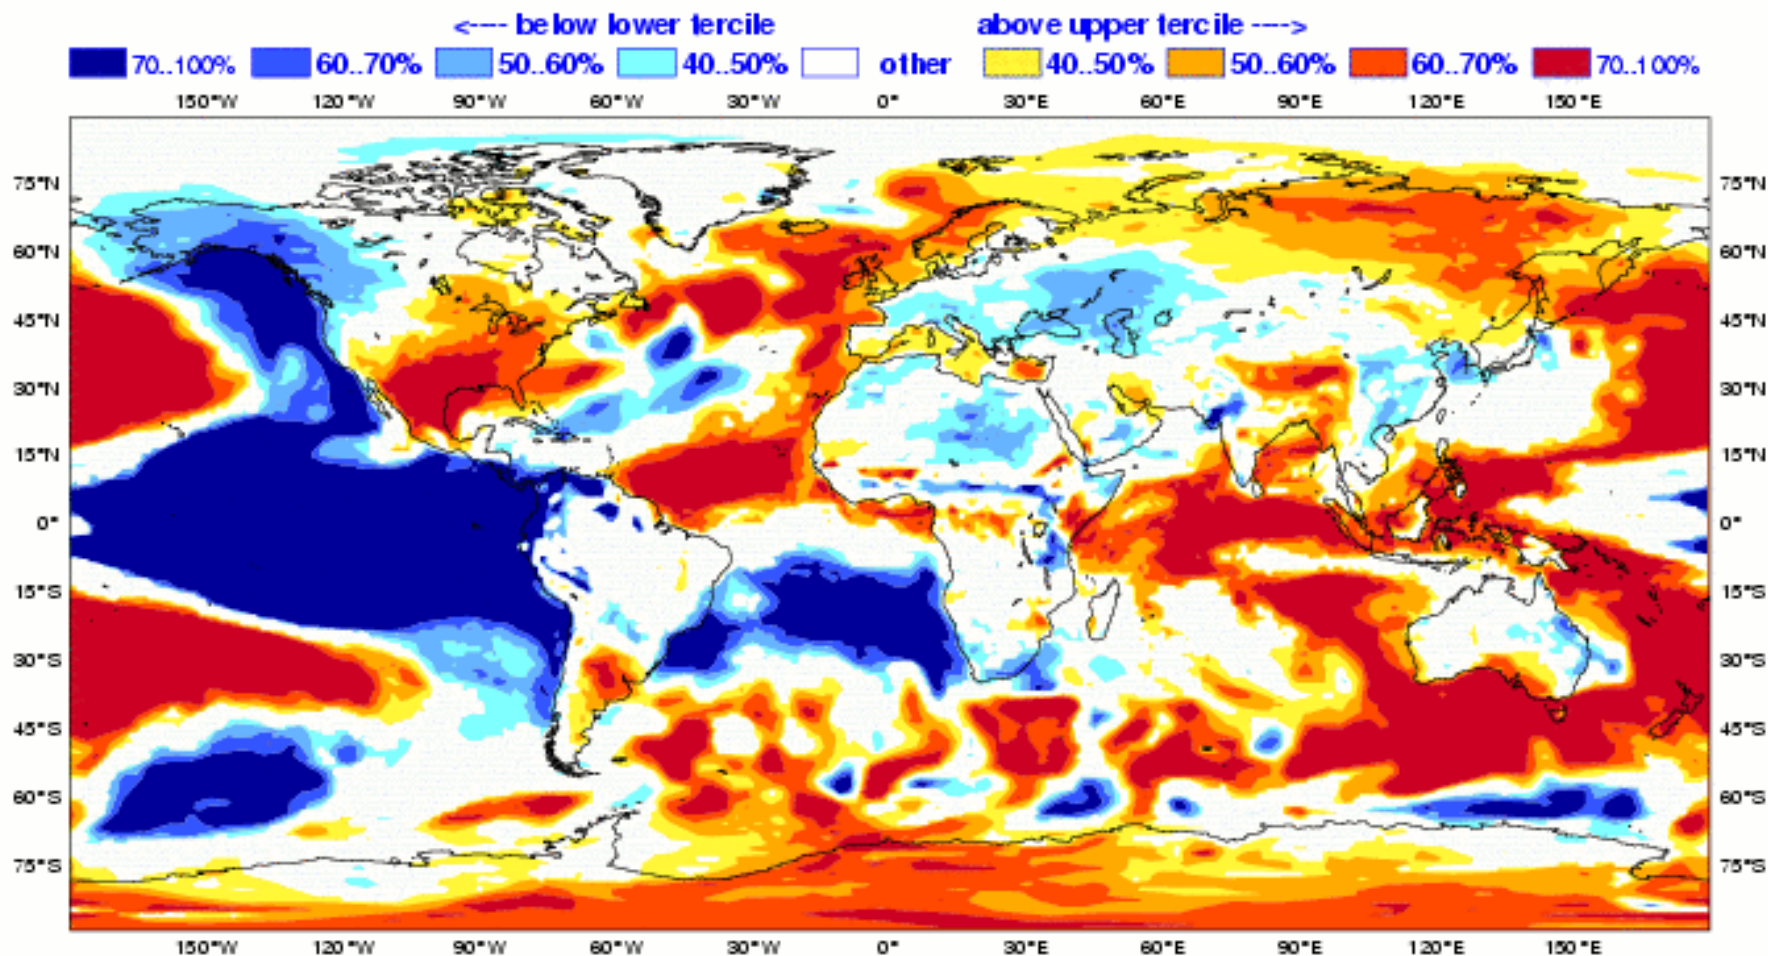 <---- below lower tercile above upper tercile ---->
70..100% 60..70% 50..60% 40..50% other 40..50% 50..60% 60..70% 70..100%
150°W 120°W 90°W 60°W 30°W 0° 30°E 60°E 90°E 120°E 150°E
75°N 75°N
60°N 60°N
45°N 45°N
30°N 30°N
15°N 15°N
0° 0°
15°S 15°S
30°S 30°S
45°S 45°S
60°S 60°S
75°S 75°S
150°W 120°W 90°W 60°W 30°W 0° 30°E 60°E 90°E 120°E 150°E